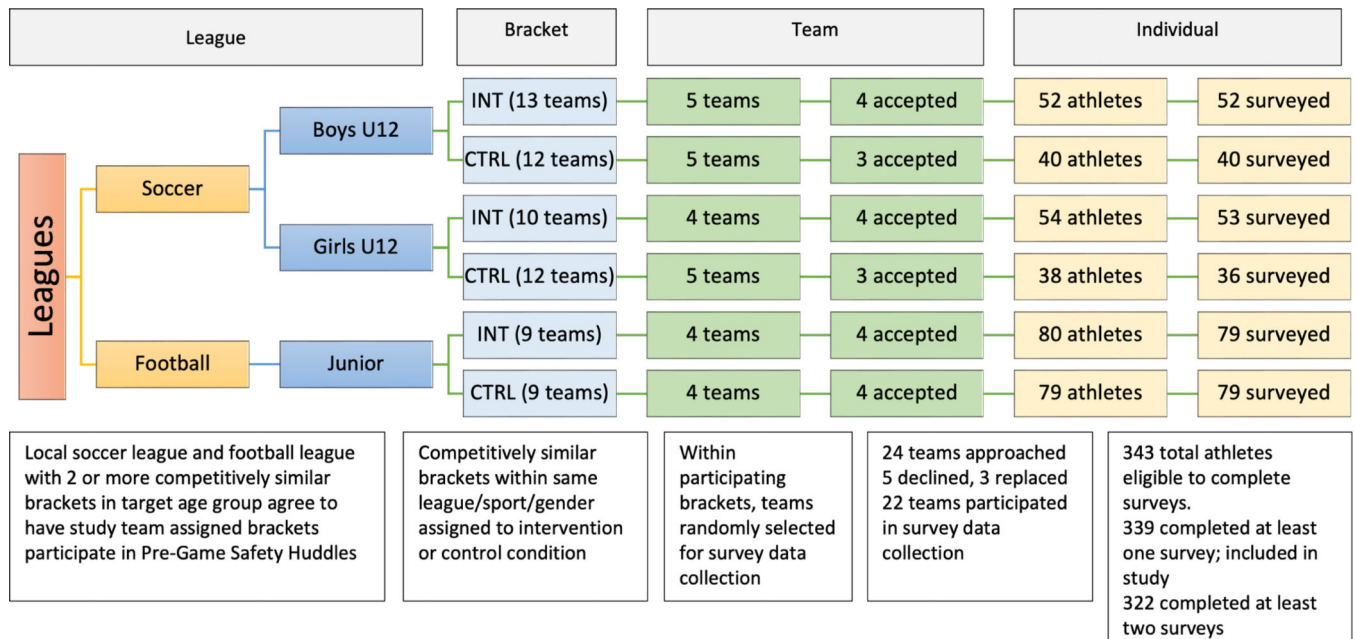 League
Bracket
Team
Individual
INT (13 teams)
5 teams
4 accepted
52 athletes
52 surveyed
Boys U12
CTRL (12 teams)
5 teams
3 accepted
40 athletes
40 surveyed
Soccer
INT (10 teams)
4 teams
4 accepted
54 athletes
53 surveyed
Girls U12
CTRL (12 teams)
5 teams
3 accepted
38 athletes
36 surveyed
Leagues
INT (9 teams)
4 teams
4 accepted
80 athletes
79 surveyed
Football
Junior
CTRL (9 teams)
4 teams
4 accepted
79 athletes
79 surveyed
Local soccer league and football league
with 2 or more competitively similar
brackets in target age group agree to
have study team assigned brackets
participate in Pre-Game Safety Huddles
Competitively similar
brackets within same
league/sport/gender
assigned to intervention
or control condition
Within
participating
brackets, teams
randomly selected
for survey data
collection
24 teams approached
5 declined, 3 replaced
22 teams participated
in survey data
collection
343 total athletes
eligible to complete
surveys.
339 completed at least
one survey; included in
study
322 completed at least
two surveys